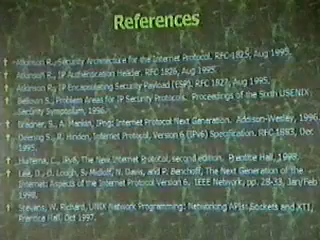 References
† Atkinson R., Security Architecture for the Internet Protocol. RFC 1825, Aug 1995.
† Atkinson R., IP Authentication Header. RFC 1826, Aug 1995.
† Atkinson R., IP Encapsulating Security Payload (ESP). RFC 1827, Aug 1995.
† Bellovin S., Problem Areas for IP Security Protocols. Proceedings of the Sixth USENIX
Security Symposium, 1996.
† Bradner, S., A. Mankin, IPng: Internet Protocol Next Generation. Addison-Wesley, 1996.
† Deering S., R. Hinden, Internet Protocol, Version 6 (IPv6) Specification. RFC 1883, Dec
1995.
† Huitema, C., IPv6, The New Internet Protocol, second edition. Prentice Hall, 1998.
† Lee, D., D. Lough, S. Midkiff, N. Davis, and P. Benchoff, The Next Generation of the
Internet: Aspects of the Internet Protocol Version 6. IEEE Network, pp. 28-33, Jan/Feb
1998.
† Stevens, W. Richard, UNIX Network Programming: Networking APIs: Sockets and XTI,
Prentice Hall, Oct 1997.